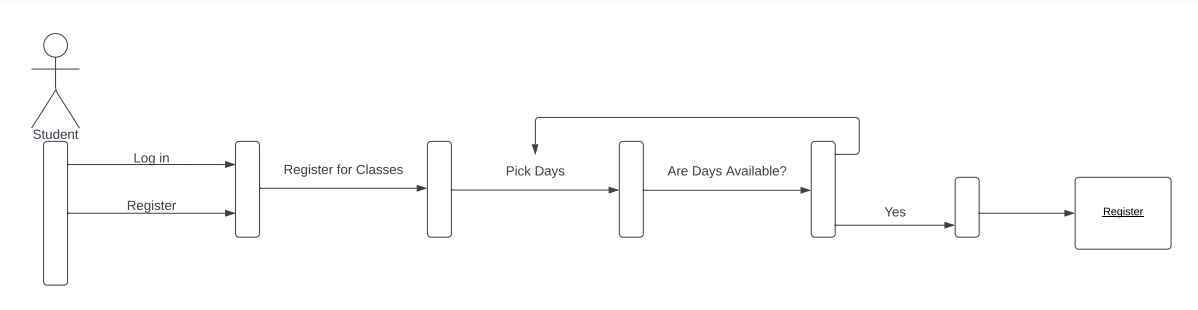 Student
Log in
Register
Register for Classes
Pick Days
Are Days Available?
Yes
Register